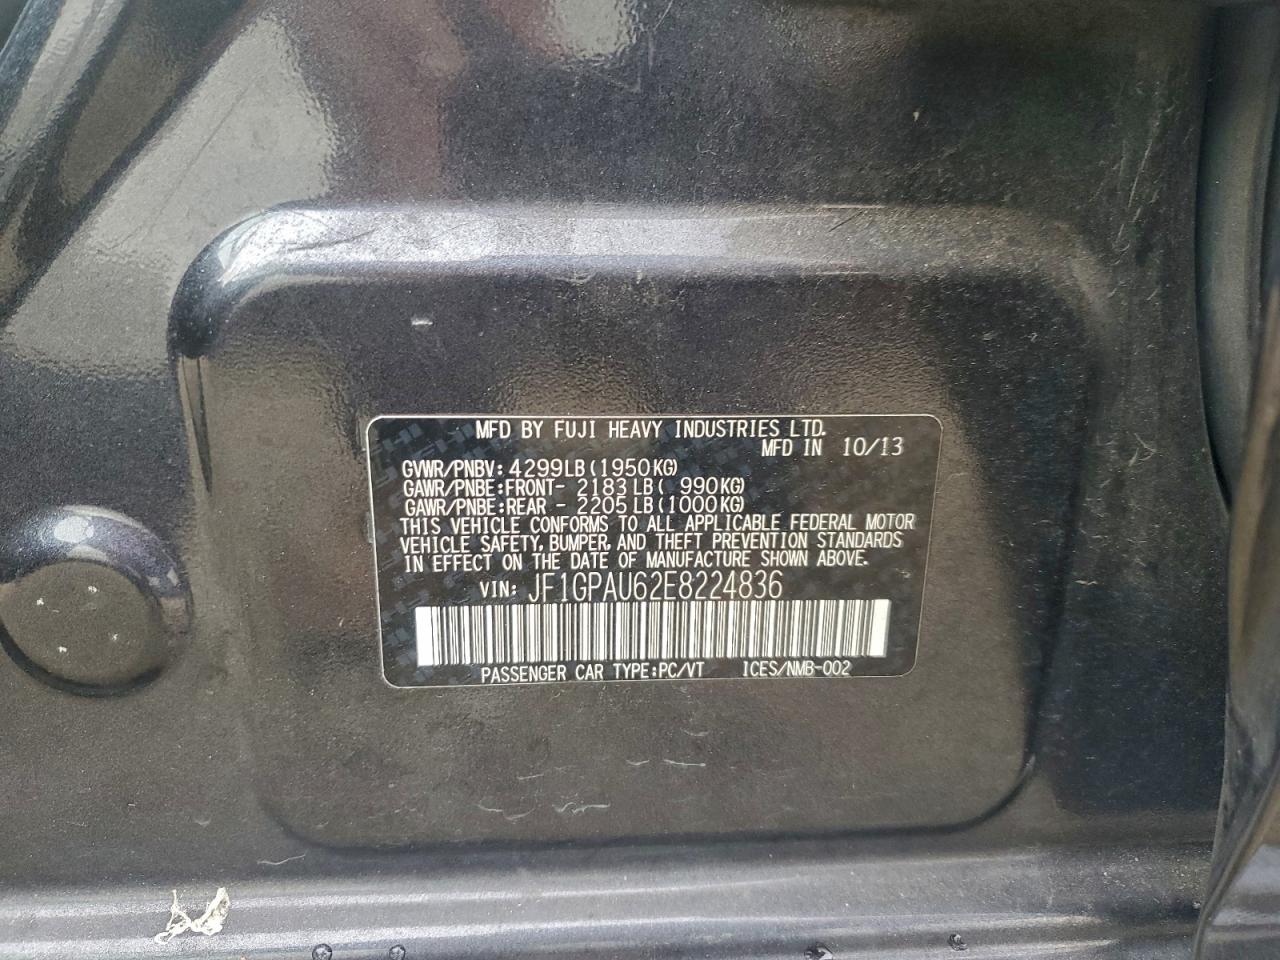 MFD BY FUJI HEAVY INDUSTRIES LTD.
MFD IN 10/13
GVWR/PNBV: 4299LB(1950KG)
GAWR/PNBE:FRONT- 2183LB( 990KG)
GAWR/PNBE:REAR - 2205LB(1000KG)
THIS VEHICLE CONFORMS TO ALL APPLICABLE FEDERAL MOTOR
VEHICLE SAFETY, BUMPER, AND THEFT PREVENTION STANDARDS
IN EFFECT ON THE DATE OF MANUFACTURE SHOWN ABOVE.
VIN: JF1GPAU62E8224836
PASSENGER CAR TYPE:PC/VT ICES/NMB-002